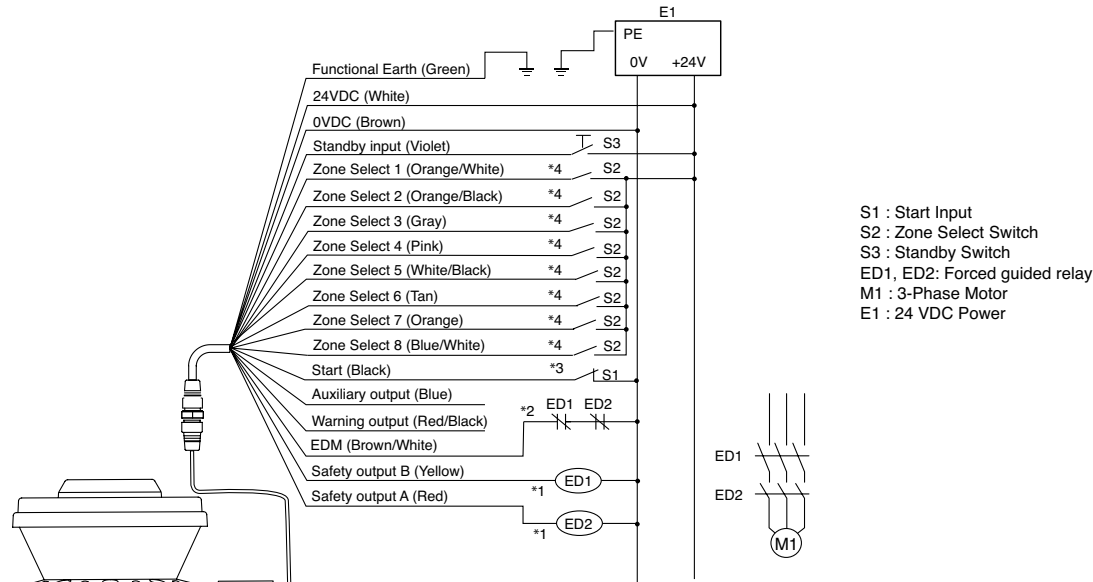 E1
PE
0V +24V
Functional Earth (Green)
24VDC (White)
0VDC (Brown)
Standby input (Violet) S3
Zone Select 1 (Orange/White) *4 S2
Zone Select 2 (Orange/Black) *4 S2
Zone Select 3 (Gray) *4 S2
Zone Select 4 (Pink) *4 S2
Zone Select 5 (White/Black) *4 S2
Zone Select 6 (Tan) *4 S2
Zone Select 7 (Orange) *4 S2
Zone Select 8 (Blue/White) *4 S2
Start (Black) *3 S1
Auxiliary output (Blue)
Warning output (Red/Black) *2 ED1 ED2
EDM (Brown/White)
Safety output B (Yellow) *1 ED1
Safety output A (Red) *1 ED2
S1 : Start Input
S2 : Zone Select Switch
S3 : Standby Switch
ED1, ED2: Forced guided relay
M1 : 3-Phase Motor
E1 : 24 VDC Power
ED1
ED2
M1